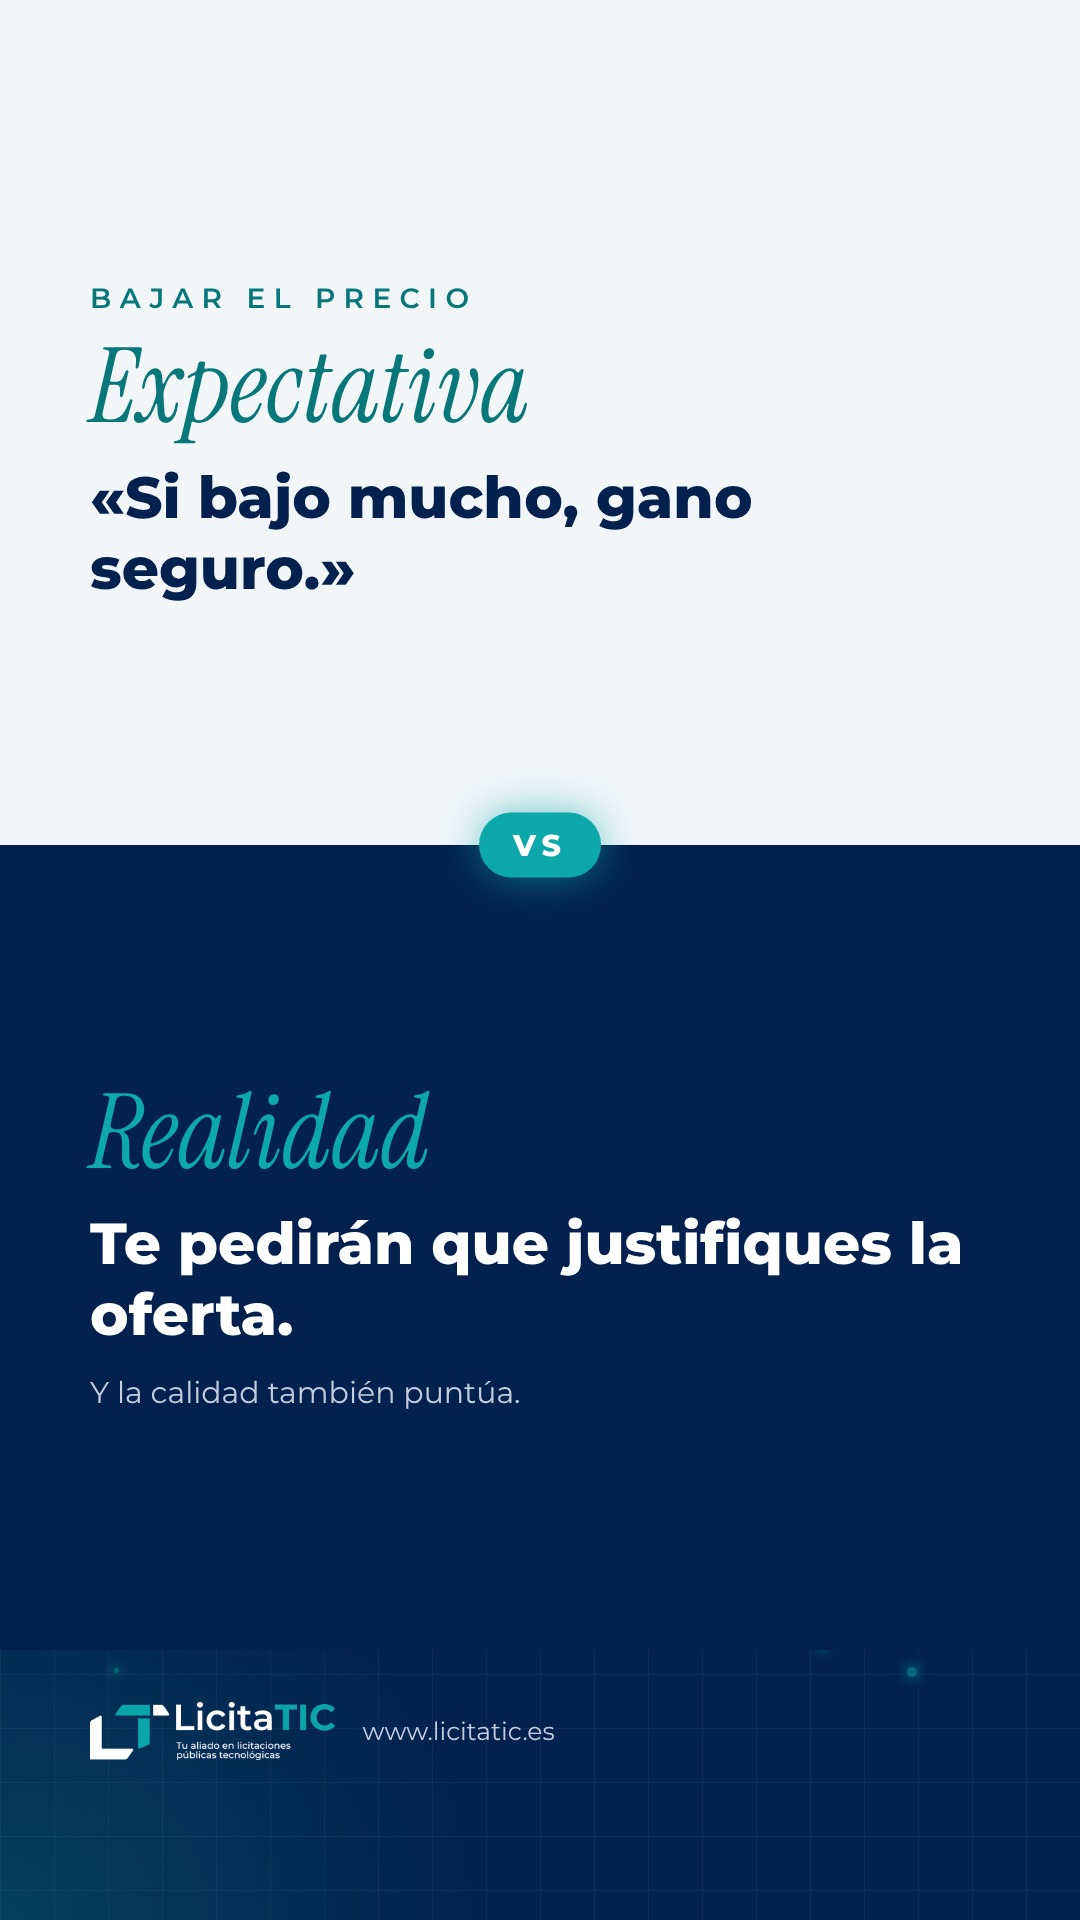 BAJAR EL PRECIO
Expectativa
«Si bajo mucho, gano
seguro.»
VS
Realidad
Te pedirán que justifiques la
oferta.
Y la calidad también puntúa.
LicitaTIC
Tu aliado en licitaciones
públicas tecnológicas
www.licitatic.es